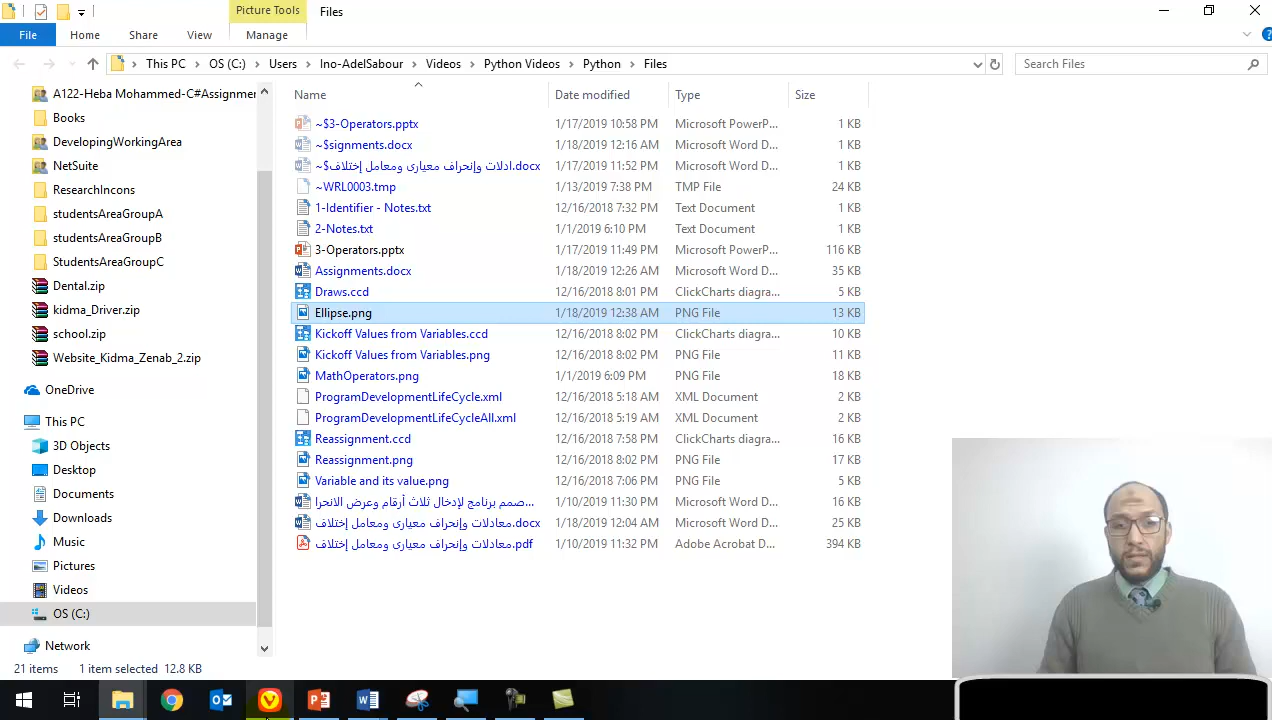 Picture Tools
Files
File
Home
Share
View
Manage
This PC
OS (C:)
Users
Ino-AdelSabour
Videos
Python Videos
Python
Files
Search Files
A122-Heba Mohammed-C#Assignmer
Books
DevelopingWorkingArea
NetSuite
ResearchIncons
studentsAreaGroupA
studentsAreaGroupB
StudentsAreaGroupC
Dental.zip
kidma_Driver.zip
school.zip
Website_Kidma_Zenab_2.zip
OneDrive
This PC
3D Objects
Desktop
Documents
Downloads
Music
Pictures
Videos
OS (C:)
Network
Name Date modified Type Size
~$3-Operators.pptx 1/17/2019 10:58 PM Microsoft PowerP... 1 KB
~$signments.docx 1/18/2019 12:16 AM Microsoft Word D... 1 KB
~$ادلات وإنحراف معيارى ومعامل إختلاف.docx 1/17/2019 11:52 PM Microsoft Word D... 1 KB
~WRL0003.tmp 1/13/2019 7:38 PM TMP File 24 KB
1-Identifier - Notes.txt 12/16/2018 7:32 PM Text Document 1 KB
2-Notes.txt 1/1/2019 6:10 PM Text Document 1 KB
3-Operators.pptx 1/17/2019 11:49 PM Microsoft PowerP... 116 KB
Assignments.docx 1/18/2019 12:26 AM Microsoft Word D... 35 KB
Draws.ccd 12/16/2018 8:01 PM ClickCharts diagra... 5 KB
Ellipse.png 1/18/2019 12:38 AM PNG File 13 KB
Kickoff Values from Variables.ccd 12/16/2018 8:02 PM ClickCharts diagra... 10 KB
Kickoff Values from Variables.png 12/16/2018 8:02 PM PNG File 11 KB
MathOperators.png 1/1/2019 6:09 PM PNG File 18 KB
ProgramDevelopmentLifeCycle.xml 12/16/2018 5:18 AM XML Document 2 KB
ProgramDevelopmentLifeCycleAll.xml 12/16/2018 5:19 AM XML Document 2 KB
Reassignment.ccd 12/16/2018 7:58 PM ClickCharts diagra... 16 KB
Reassignment.png 12/16/2018 8:02 PM PNG File 17 KB
Variable and its value.png 12/16/2018 7:06 PM PNG File 5 KB
صمم برنامج لإدخال ثلاث أرقام وعرض الانحرا... 1/10/2019 11:30 PM Microsoft Word D... 16 KB
معادلات وإنحراف معيارى ومعامل إختلاف.docx 1/18/2019 12:04 AM Microsoft Word D... 25 KB
معادلات وإنحراف معيارى ومعامل إختلاف.pdf 1/10/2019 11:32 PM Adobe Acrobat D... 394 KB
21 items 1 item selected 12.8 KB